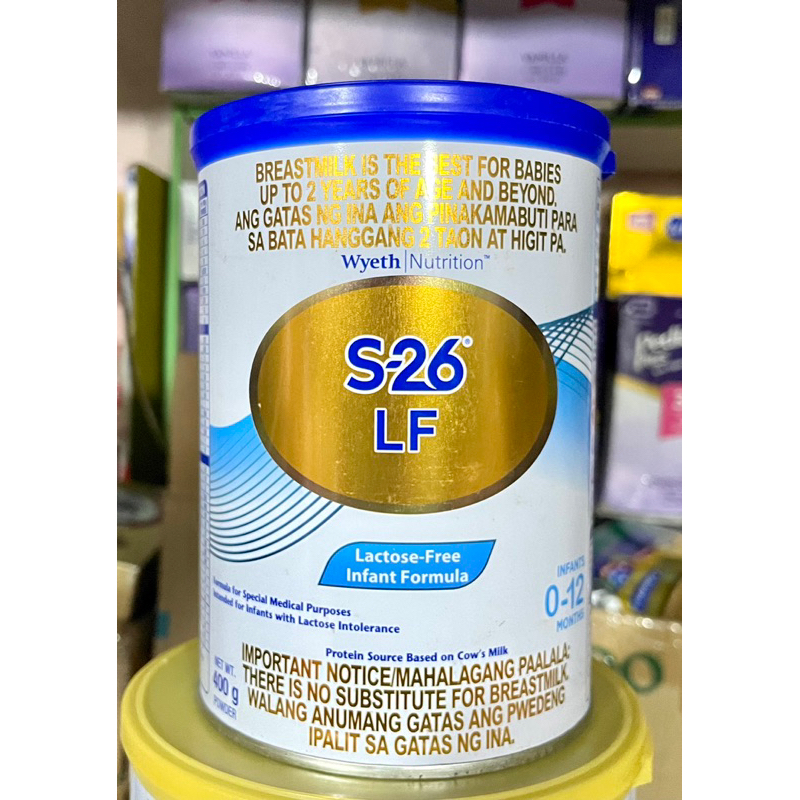 BREASTMILK IS THE BEST FOR BABIES
UP TO 2 YEARS OF AGE AND BEYOND.
ANG GATAS NG INA ANG PINAKAMABUTI PARA
SA BATA HANGGANG 2 TAON AT HIGIT PA.
Wyeth|Nutrition™
S-26®
LF
Lactose-Free
Infant Formula
INFANTS
0-12
MONTHS
Formula for Special Medical Purposes
Intended for Infants with Lactose Intolerance
Protein Source Based on Cow's Milk
NET WT.
400 g
POWDER
IMPORTANT NOTICE/MAHALAGANG PAALALA:
THERE IS NO SUBSTITUTE FOR BREASTMILK.
WALANG ANUMANG GATAS ANG PWEDENG
IPALIT SA GATAS NG INA.